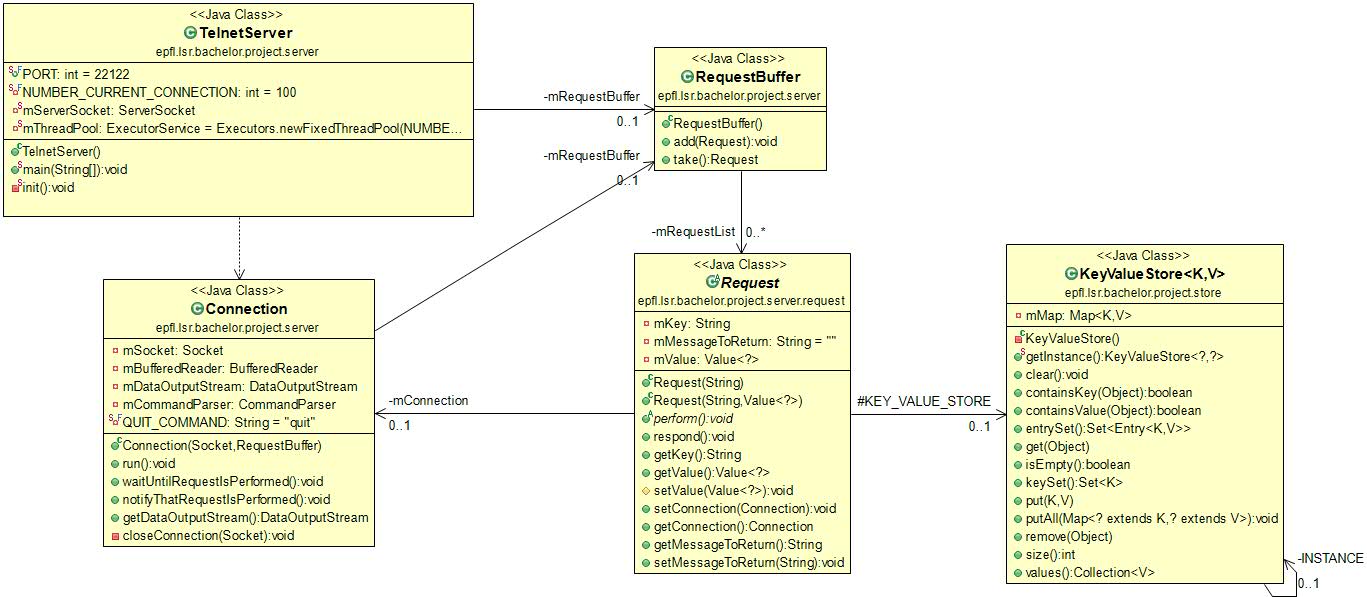 <<Java Class>>
TelnetServer
epfl.lsr.bachelor.project.server
PORT: int = 22122
NUMBER_CURRENT_CONNECTION: int = 100
mServerSocket: ServerSocket
mThreadPool: ExecutorService = Executors.newFixedThreadPool(NUMBE...
TelnetServer()
main(String[]):void
init():void
-mRequestBuffer
0..1
-mRequestBuffer
0..1
<<Java Class>>
RequestBuffer
epfl.lsr.bachelor.project.server
RequestBuffer()
add(Request):void
take():Request
-mRequestList
0..*
<<Java Class>>
Connection
epfl.lsr.bachelor.project.server
mSocket: Socket
mBufferedReader: BufferedReader
mDataOutputStream: DataOutputStream
mCommandParser: CommandParser
QUIT_COMMAND: String = "quit"
Connection(Socket,RequestBuffer)
run():void
waitUntilRequestIsPerformed():void
notifyThatRequestIsPerformed():void
getDataOutputStream():DataOutputStream
closeConnection(Socket):void
-mConnection
0..1
<<Java Class>>
Request
epfl.lsr.bachelor.project.server.request
mKey: String
mMessageToReturn: String = ""
mValue: Value<?>
Request(String)
Request(String,Value<?>)
perform():void
respond():void
getKey():String
getValue():Value<?>
setValue(Value<?>):void
setConnection(Connection):void
getConnection():Connection
getMessageToReturn():String
setMessageToReturn(String):void
#KEY_VALUE_STORE
0..1
<<Java Class>>
KeyValueStore<K,V>
epfl.lsr.bachelor.project.store
mMap: Map<K,V>
KeyValueStore()
getInstance():KeyValueStore<?,?>
clear():void
containsKey(Object):boolean
containsValue(Object):boolean
entrySet():Set<Entry<K,V>>
get(Object)
isEmpty():boolean
keySet():Set<K>
put(K,V)
putAll(Map<? extends K,? extends V>):void
remove(Object)
size():int
values():Collection<V>
-INSTANCE
0..1